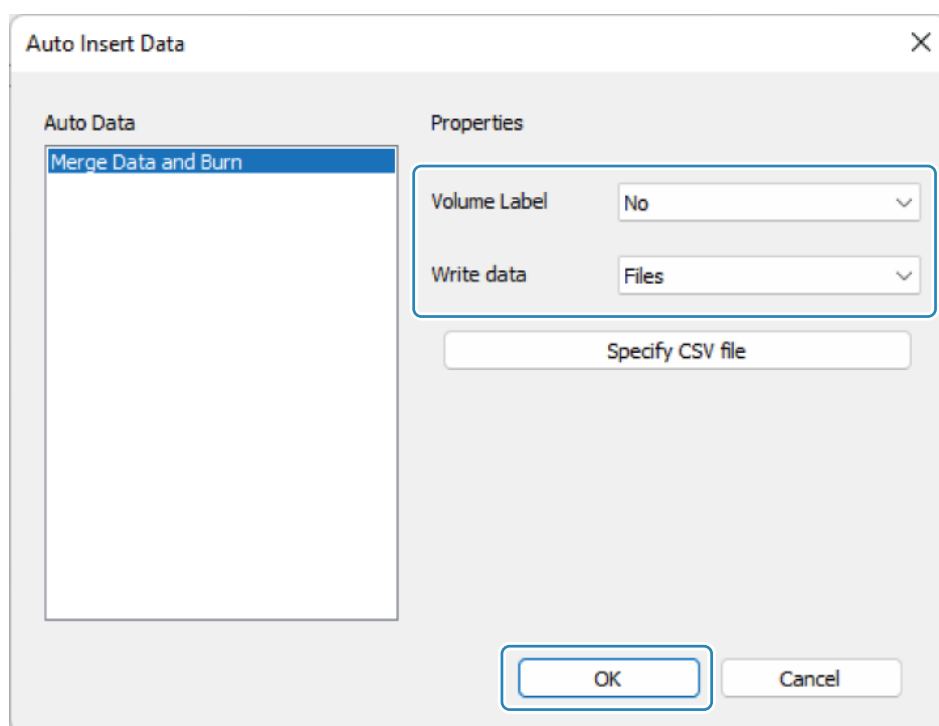 Auto Insert Data
Auto Data
Merge Data and Burn
Properties
Volume Label No
Write data Files
Specify CSV file
OK Cancel